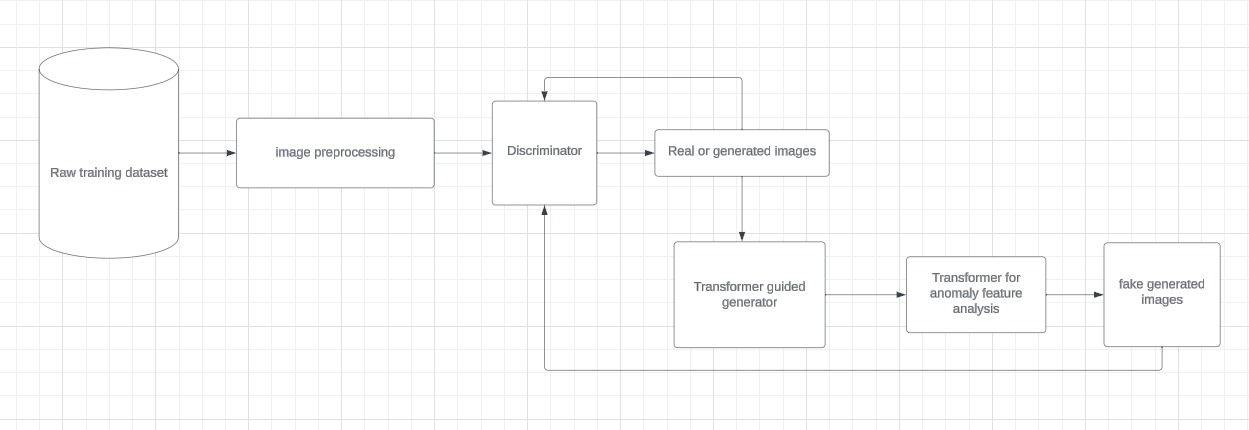 Raw training dataset
image preprocessing
Discriminator
Real or generated images
Transformer guided
generator
Transformer for
anomaly feature
analysis
fake generated
images